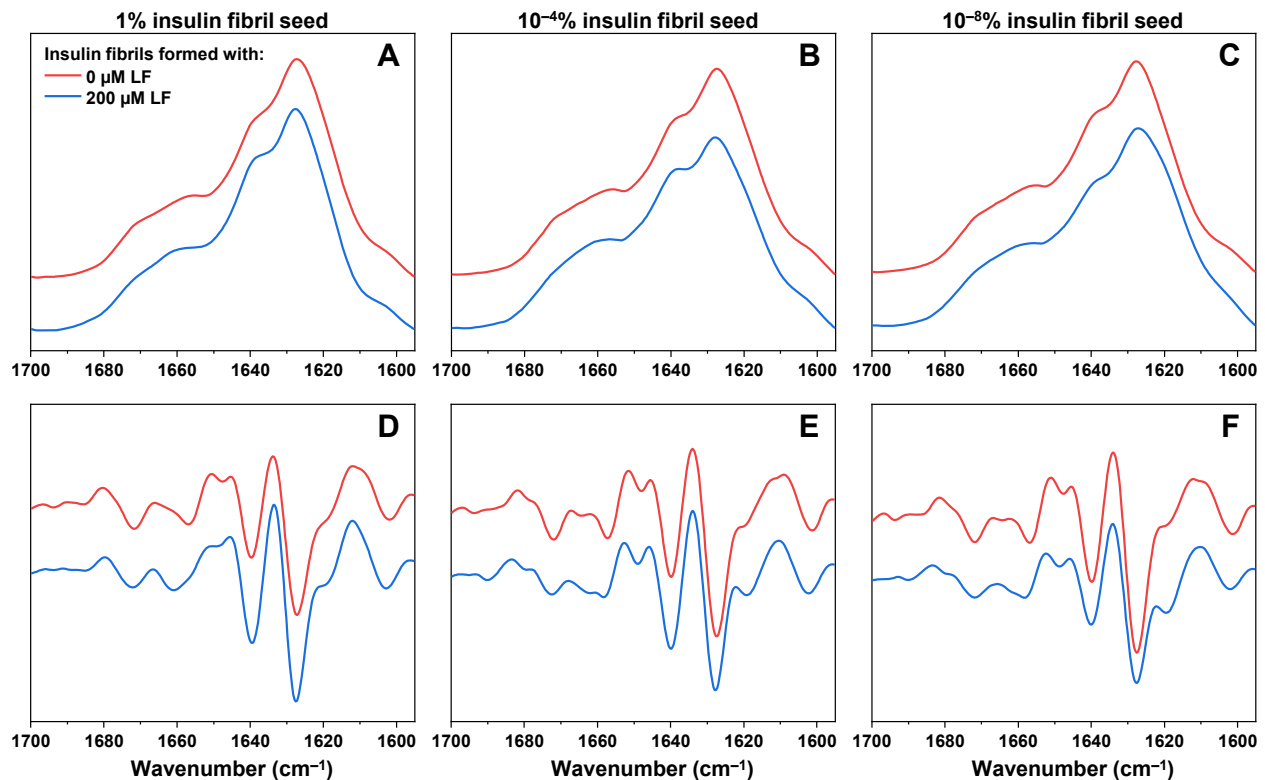 1% insulin fibril seed
10⁻⁴% insulin fibril seed
10⁻⁸% insulin fibril seed
Insulin fibrils formed with:
0 µM LF
200 µM LF
A
B
C
1700 1680 1660 1640 1620 1600
1700 1680 1660 1640 1620 1600
1700 1680 1660 1640 1620 1600
D
E
F
1700 1680 1660 1640 1620 1600
1700 1680 1660 1640 1620 1600
1700 1680 1660 1640 1620 1600
Wavenumber (cm⁻¹)
Wavenumber (cm⁻¹)
Wavenumber (cm⁻¹)